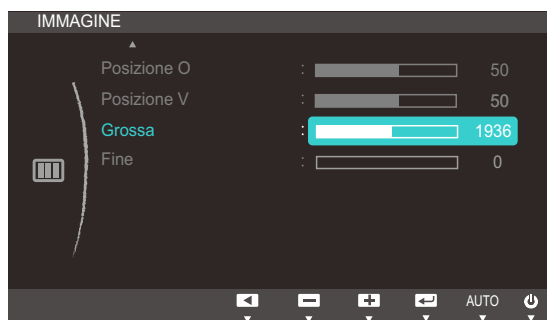 IMMAGINE
Posizione O : 50
Posizione V : 50
Grossa : 1936
Fine : 0
AUTO